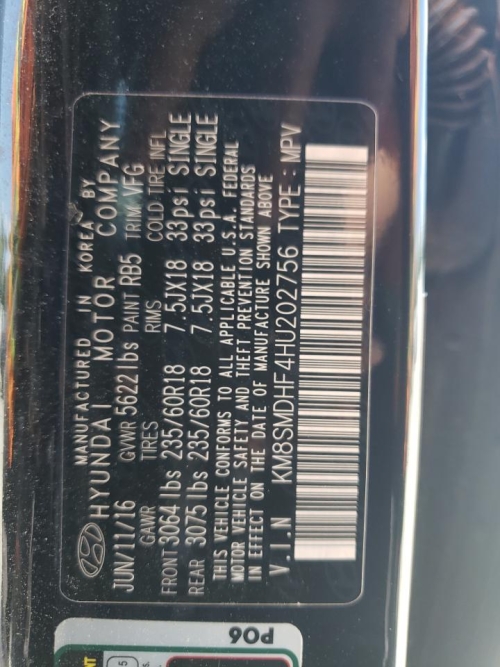 MANUFACTURED IN KOREA BY
HYUNDAI MOTOR COMPANY
JUN/11/16 GVWR 5622 lbs PAINT RB5 TRIM VFG
GAWR TIRES RIMS COLD TIRE INFL
FRONT 3064 lbs 235/60R18 7.5JX18 33psi SINGLE
REAR 3075 lbs 235/60R18 7.5JX18 33psi SINGLE
THIS VEHICLE CONFORMS TO ALL APPLICABLE U.S.A. FEDERAL
MOTOR VEHICLE SAFETY AND THEFT PREVENTION STANDARDS
IN EFFECT ON THE DATE OF MANUFACTURE SHOWN ABOVE
V.I.N KM8SMDHF4HU202756 TYPE : MPV
P06